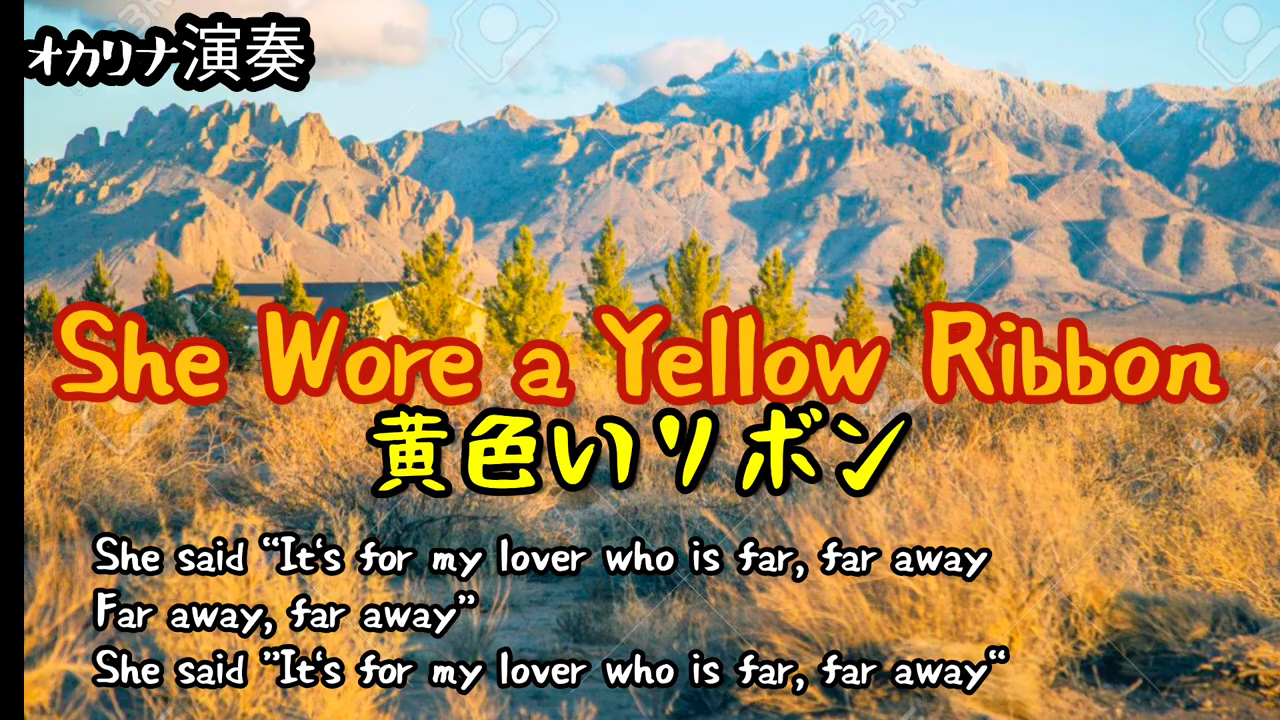 オカリナ演奏
She Wore a Yellow Ribbon
黄色いリボン
She said “It‘s for my lover who is far, far away
Far away, far away”
She said ”It‘s for my lover who is far, far away“